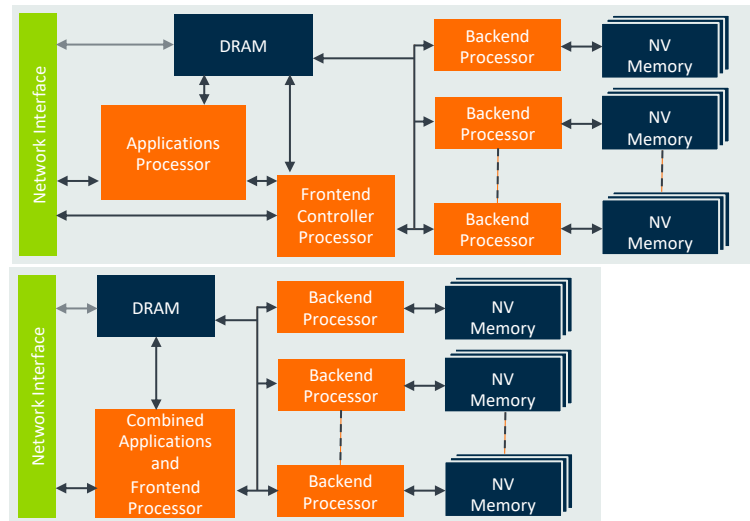 Network Interface
DRAM
Applications
Processor
Frontend
Controller
Processor
Backend
Processor
NV
Memory
Backend
Processor
NV
Memory
Backend
Processor
NV
Memory
Network Interface
DRAM
Combined
Applications
and
Frontend
Processor
Backend
Processor
NV
Memory
Backend
Processor
NV
Memory
Backend
Processor
NV
Memory